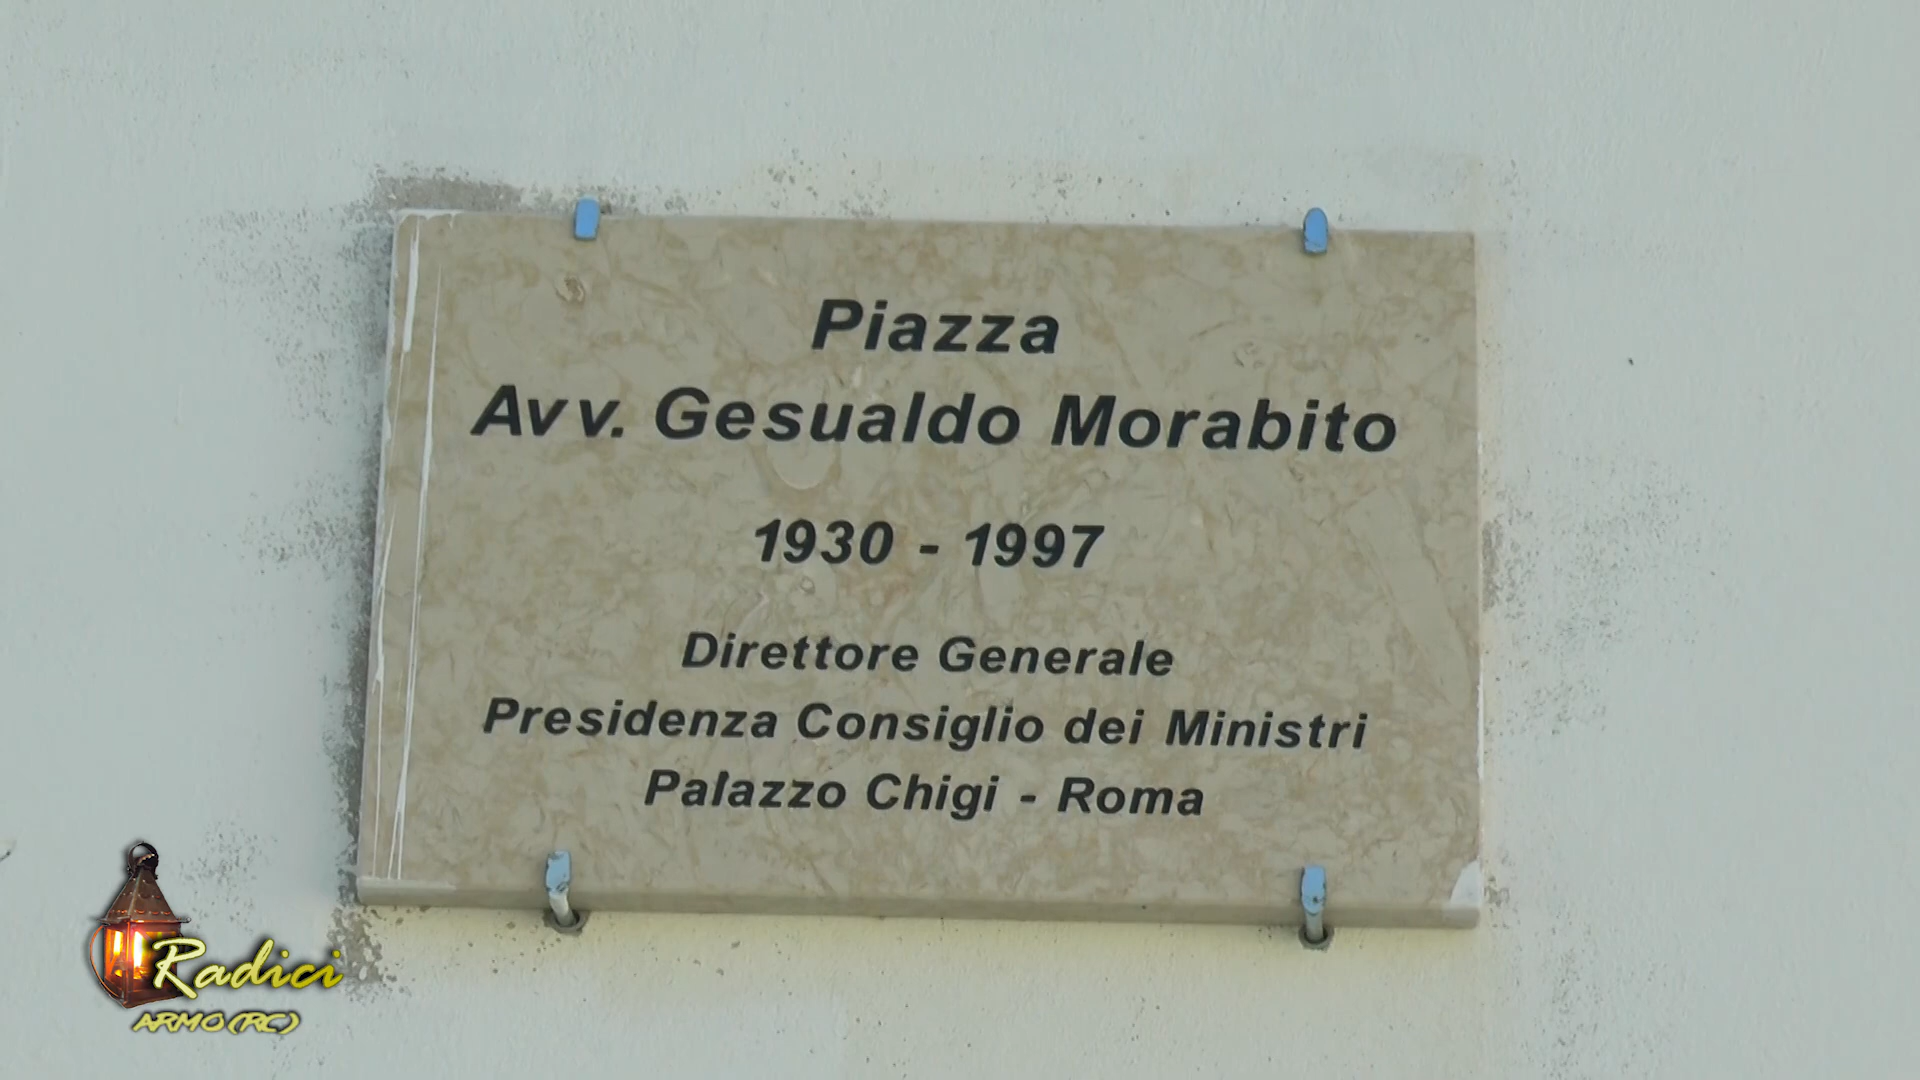 Piazza
Avv. Gesualdo Morabito
1930 - 1997
Direttore Generale
Presidenza Consiglio dei Ministri
Palazzo Chigi - Roma
Radici
ARMO (RC)